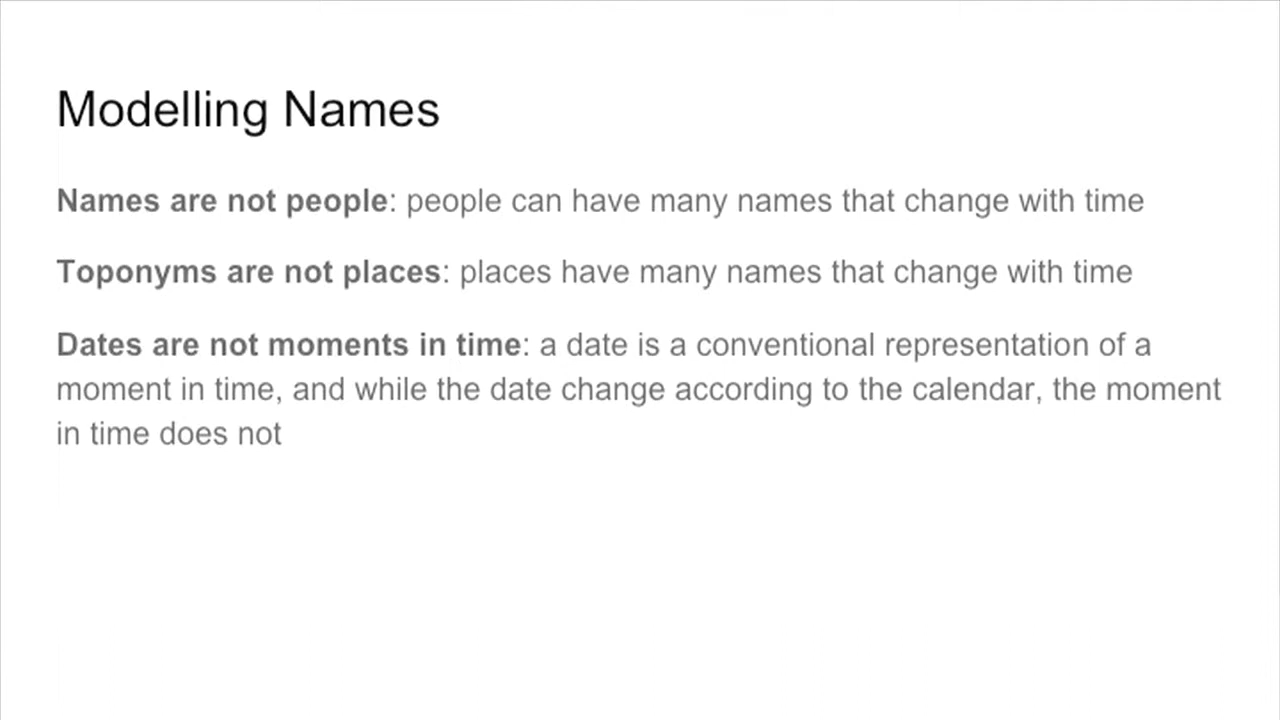 Modelling Names
Names are not people: people can have many names that change with time
Toponyms are not places: places have many names that change with time
Dates are not moments in time: a date is a conventional representation of a
moment in time, and while the date change according to the calendar, the moment
in time does not